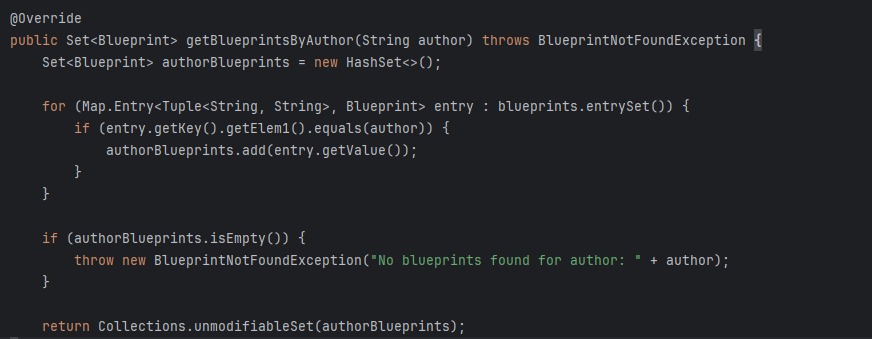 @Override
public Set<Blueprint> getBlueprintsByAuthor(String author) throws BlueprintNotFoundException {
    Set<Blueprint> authorBlueprints = new HashSet<>();

    for (Map.Entry<Tuple<String, String>, Blueprint> entry : blueprints.entrySet()) {
        if (entry.getKey().getElem1().equals(author)) {
            authorBlueprints.add(entry.getValue());
        }
    }

    if (authorBlueprints.isEmpty()) {
        throw new BlueprintNotFoundException("No blueprints found for author: " + author);
    }

    return Collections.unmodifiableSet(authorBlueprints);